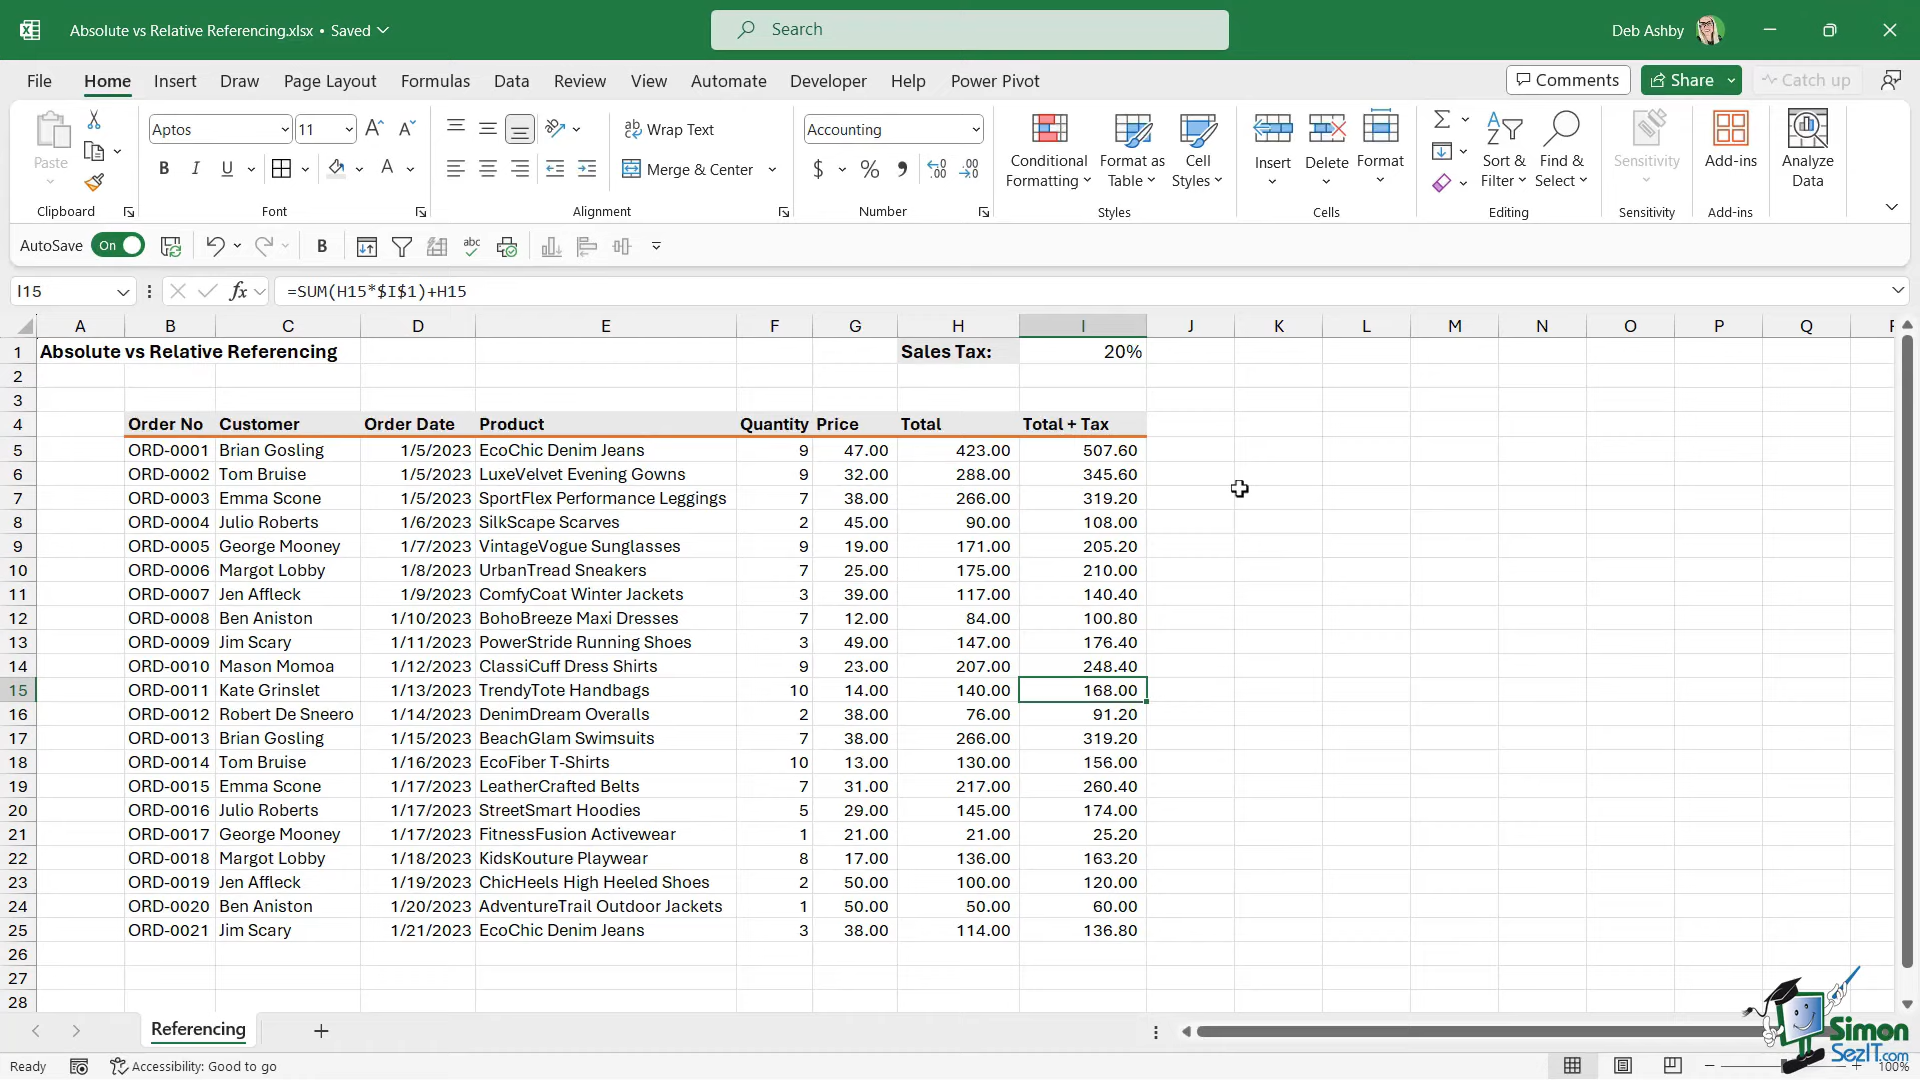 Absolute vs Relative Referencing.xlsx • Saved
Search
Deb Ashby
File Home Insert Draw Page Layout Formulas Data Review View Automate Developer Help Power Pivot
Comments Share Catch up
Paste
Aptos 11
B I U A
ab Wrap Text
Merge & Center
Accounting
$ % 9 .00 .00
Conditional Formatting
Format as Table
Cell Styles
Insert Delete Format
Sort & Filter
Find & Select
Sensitivity
Add-ins
Analyze Data
Clipboard Font Alignment Number Styles Cells Editing Sensitivity Add-ins
AutoSave On B abc
I15 fx =SUM(H15*$I$1)+H15
A B C D E F G H I J K L M N O P Q
1 Absolute vs Relative Referencing Sales Tax: 20%
2
3
4 Order No Customer Order Date Product Quantity Price Total Total + Tax
5 ORD-0001 Brian Gosling 1/5/2023 EcoChic Denim Jeans 9 47.00 423.00 507.60
6 ORD-0002 Tom Bruise 1/5/2023 LuxeVelvet Evening Gowns 9 32.00 288.00 345.60
7 ORD-0003 Emma Scone 1/5/2023 SportFlex Performance Leggings 7 38.00 266.00 319.20
8 ORD-0004 Julio Roberts 1/6/2023 SilkScape Scarves 2 45.00 90.00 108.00
9 ORD-0005 George Mooney 1/7/2023 VintageVogue Sunglasses 9 19.00 171.00 205.20
10 ORD-0006 Margot Lobby 1/8/2023 UrbanTread Sneakers 7 25.00 175.00 210.00
11 ORD-0007 Jen Affleck 1/9/2023 ComfyCoat Winter Jackets 3 39.00 117.00 140.40
12 ORD-0008 Ben Aniston 1/10/2023 BohoBreeze Maxi Dresses 7 12.00 84.00 100.80
13 ORD-0009 Jim Scary 1/11/2023 PowerStride Running Shoes 3 49.00 147.00 176.40
14 ORD-0010 Mason Momoa 1/12/2023 ClassiCuff Dress Shirts 9 23.00 207.00 248.40
15 ORD-0011 Kate Grinslet 1/13/2023 TrendyTote Handbags 10 14.00 140.00 168.00
16 ORD-0012 Robert De Sneero 1/14/2023 DenimDream Overalls 2 38.00 76.00 91.20
17 ORD-0013 Brian Gosling 1/15/2023 BeachGlam Swimsuits 7 38.00 266.00 319.20
18 ORD-0014 Tom Bruise 1/16/2023 EcoFiber T-Shirts 10 13.00 130.00 156.00
19 ORD-0015 Emma Scone 1/17/2023 LeatherCrafted Belts 7 31.00 217.00 260.40
20 ORD-0016 Julio Roberts 1/17/2023 StreetSmart Hoodies 5 29.00 145.00 174.00
21 ORD-0017 George Mooney 1/17/2023 FitnessFusion Activewear 1 21.00 21.00 25.20
22 ORD-0018 Margot Lobby 1/18/2023 KidsKouture Playwear 8 17.00 136.00 163.20
23 ORD-0019 Jen Affleck 1/19/2023 ChicHeels High Heeled Shoes 2 50.00 100.00 120.00
24 ORD-0020 Ben Aniston 1/20/2023 AdventureTrail Outdoor Jackets 1 50.00 50.00 60.00
25 ORD-0021 Jim Scary 1/21/2023 EcoChic Denim Jeans 3 38.00 114.00 136.80
26
27
28
Referencing
Simon
SezIT.com
Ready Accessibility: Good to go 100%